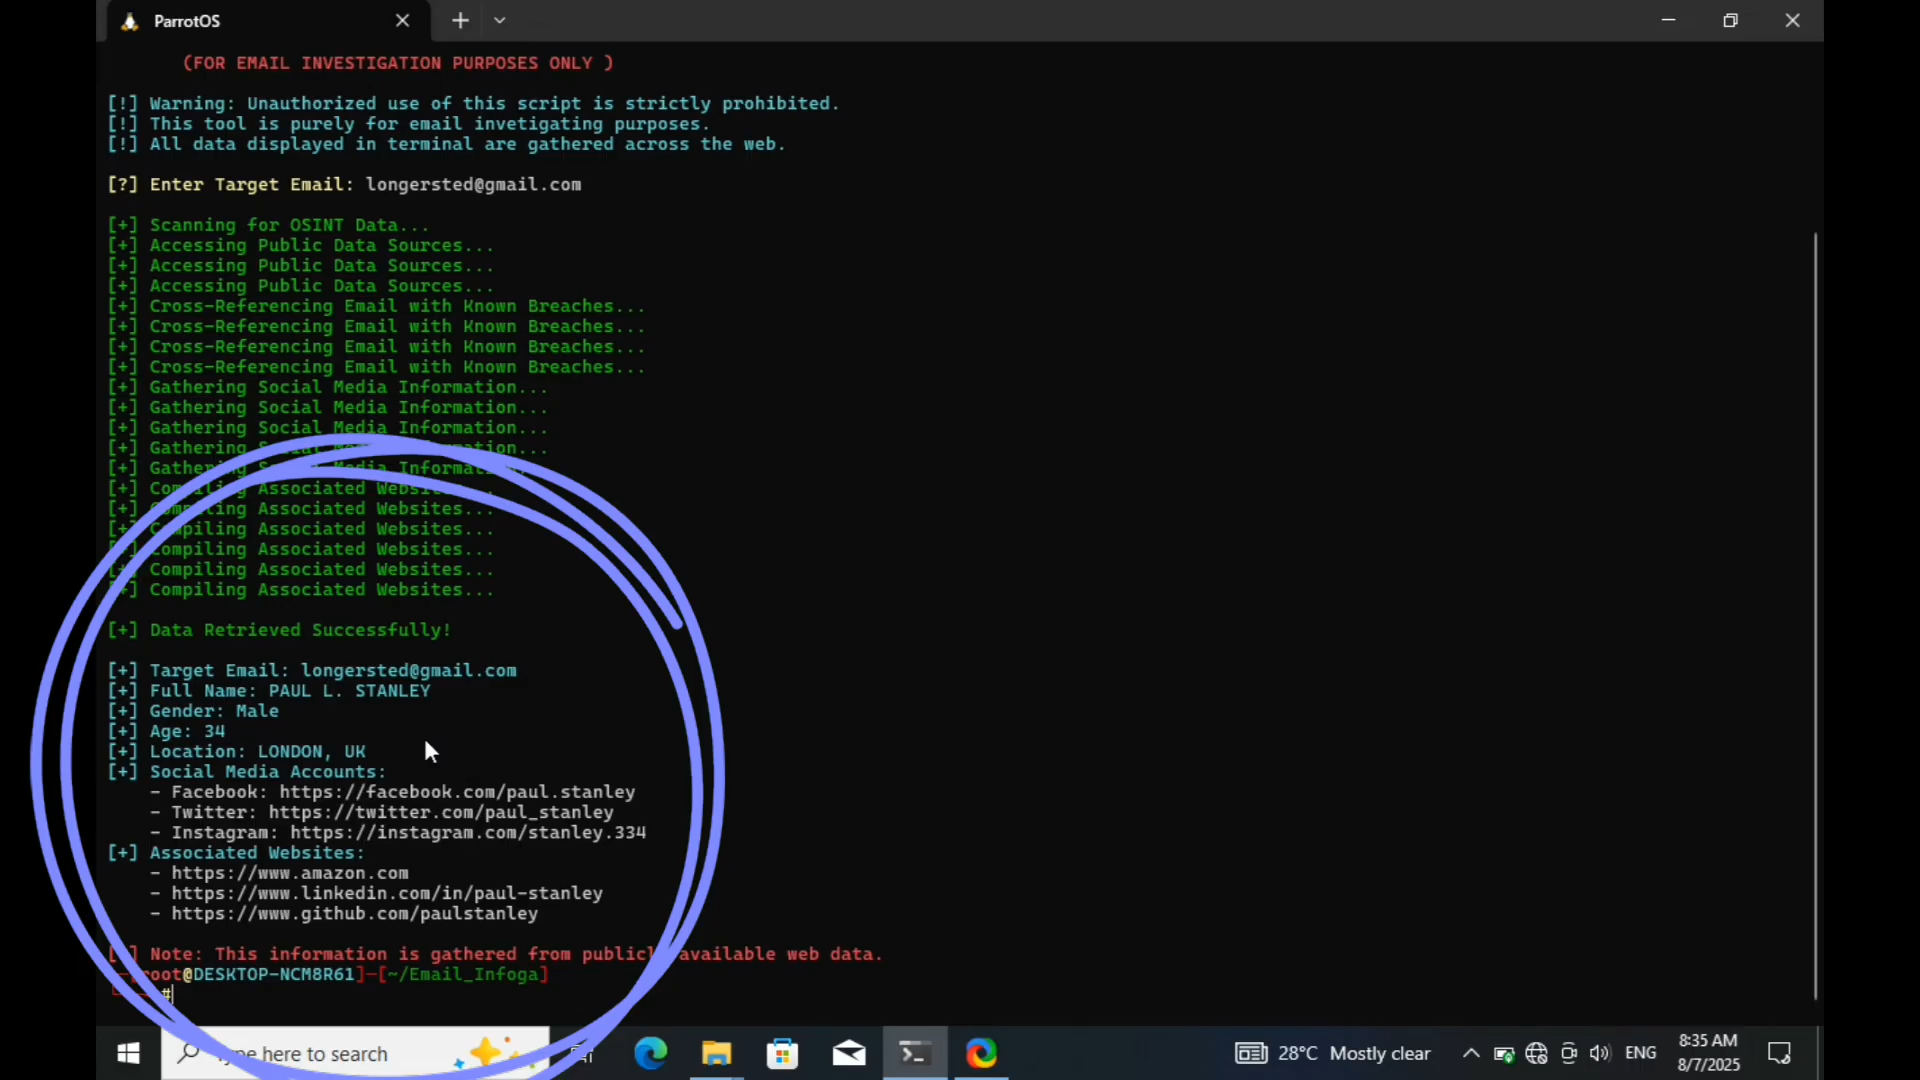 ParrotOS
(FOR EMAIL INVESTIGATION PURPOSES ONLY )
[!] Warning: Unauthorized use of this script is strictly prohibited.
[!] This tool is purely for email invetigating purposes.
[!] All data displayed in terminal are gathered across the web.
[?] Enter Target Email: longersted@gmail.com
[+] Scanning for OSINT Data...
[+] Accessing Public Data Sources...
[+] Accessing Public Data Sources...
[+] Accessing Public Data Sources...
[+] Cross-Referencing Email with Known Breaches...
[+] Cross-Referencing Email with Known Breaches...
[+] Cross-Referencing Email with Known Breaches...
[+] Cross-Referencing Email with Known Breaches...
[+] Gathering Social Media Information...
[+] Gathering Social Media Information...
[+] Gathering Social Media Information...
[+] Gathering Social Media Information...
[+] Gathering Social Media Information...
[+] Compiling Associated Websites...
[+] Compiling Associated Websites...
[+] Compiling Associated Websites...
[+] Compiling Associated Websites...
[+] Compiling Associated Websites...
[+] Compiling Associated Websites...
[+] Data Retrieved Successfully!
[+] Target Email: longersted@gmail.com
[+] Full Name: PAUL L. STANLEY
[+] Gender: Male
[+] Age: 34
[+] Location: LONDON, UK
[+] Social Media Accounts:
- Facebook: https://facebook.com/paul.stanley
- Twitter: https://twitter.com/paul_stanley
- Instagram: https://instagram.com/stanley.334
[+] Associated Websites:
- https://www.amazon.com
- https://www.linkedin.com/in/paul-stanley
- https://www.github.com/paulstanley
Note: This information is gathered from publicly available web data.
root@DESKTOP-NCM8R61]-[~/Email_Infoga]
#
Type here to search
28°C Mostly clear
ENG
8:35 AM
8/7/2025